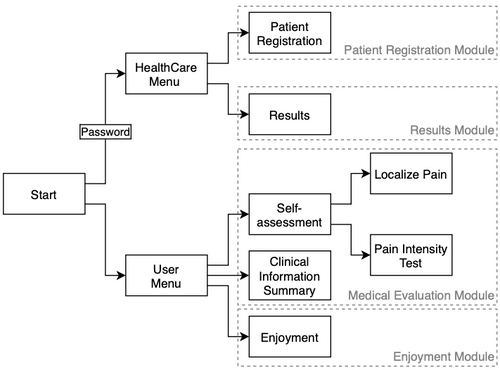 Patient
Registration
Patient Registration Module
HealthCare
Menu
Results
Results Module
Password
Start
Localize Pain
Self-
assessment
Pain Intensity
Test
User
Menu
Clinical
Information
Summary
Medical Evaluation Module
Enjoyment
Enjoyment Module